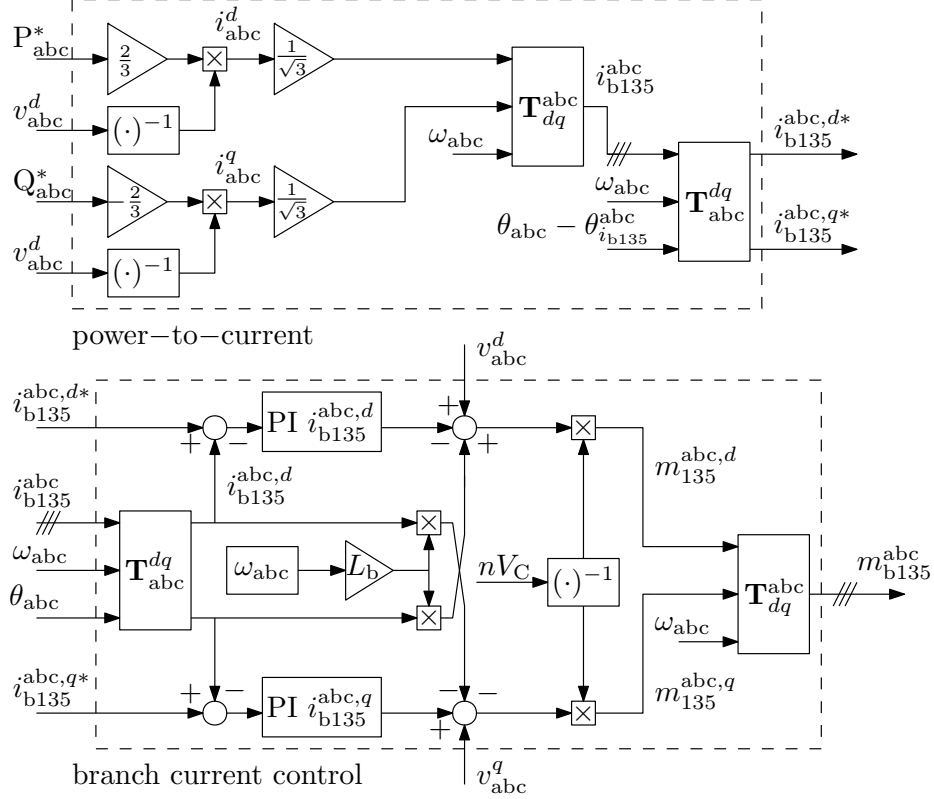 P*abc
2/3
×
i^d_abc
1/√3
v^d_abc
(·)⁻¹
T^abc_dq
i^abc_b135
ω_abc
i^abc,d*_b135
Q*abc
−2/3
×
i^q_abc
1/√3
ω_abc
T^dq_abc
v^d_abc
(·)⁻¹
θ_abc − θ^abc_i_b135
i^abc,q*_b135
power−to−current
v^d_abc
i^abc,d*_b135
+ −
PI i^abc,d_b135
+ − +
×
i^abc,d_b135
m^abc,d_135
i^abc_b135
×
ω_abc
T^dq_abc
ω_abc
L_b
nV_C
(·)⁻¹
T^abc_dq
m^abc_b135
θ_abc
×
ω_abc
i^abc,q*_b135
+ −
PI i^abc,q_b135
− − +
×
m^abc,q_135
v^q_abc
branch current control